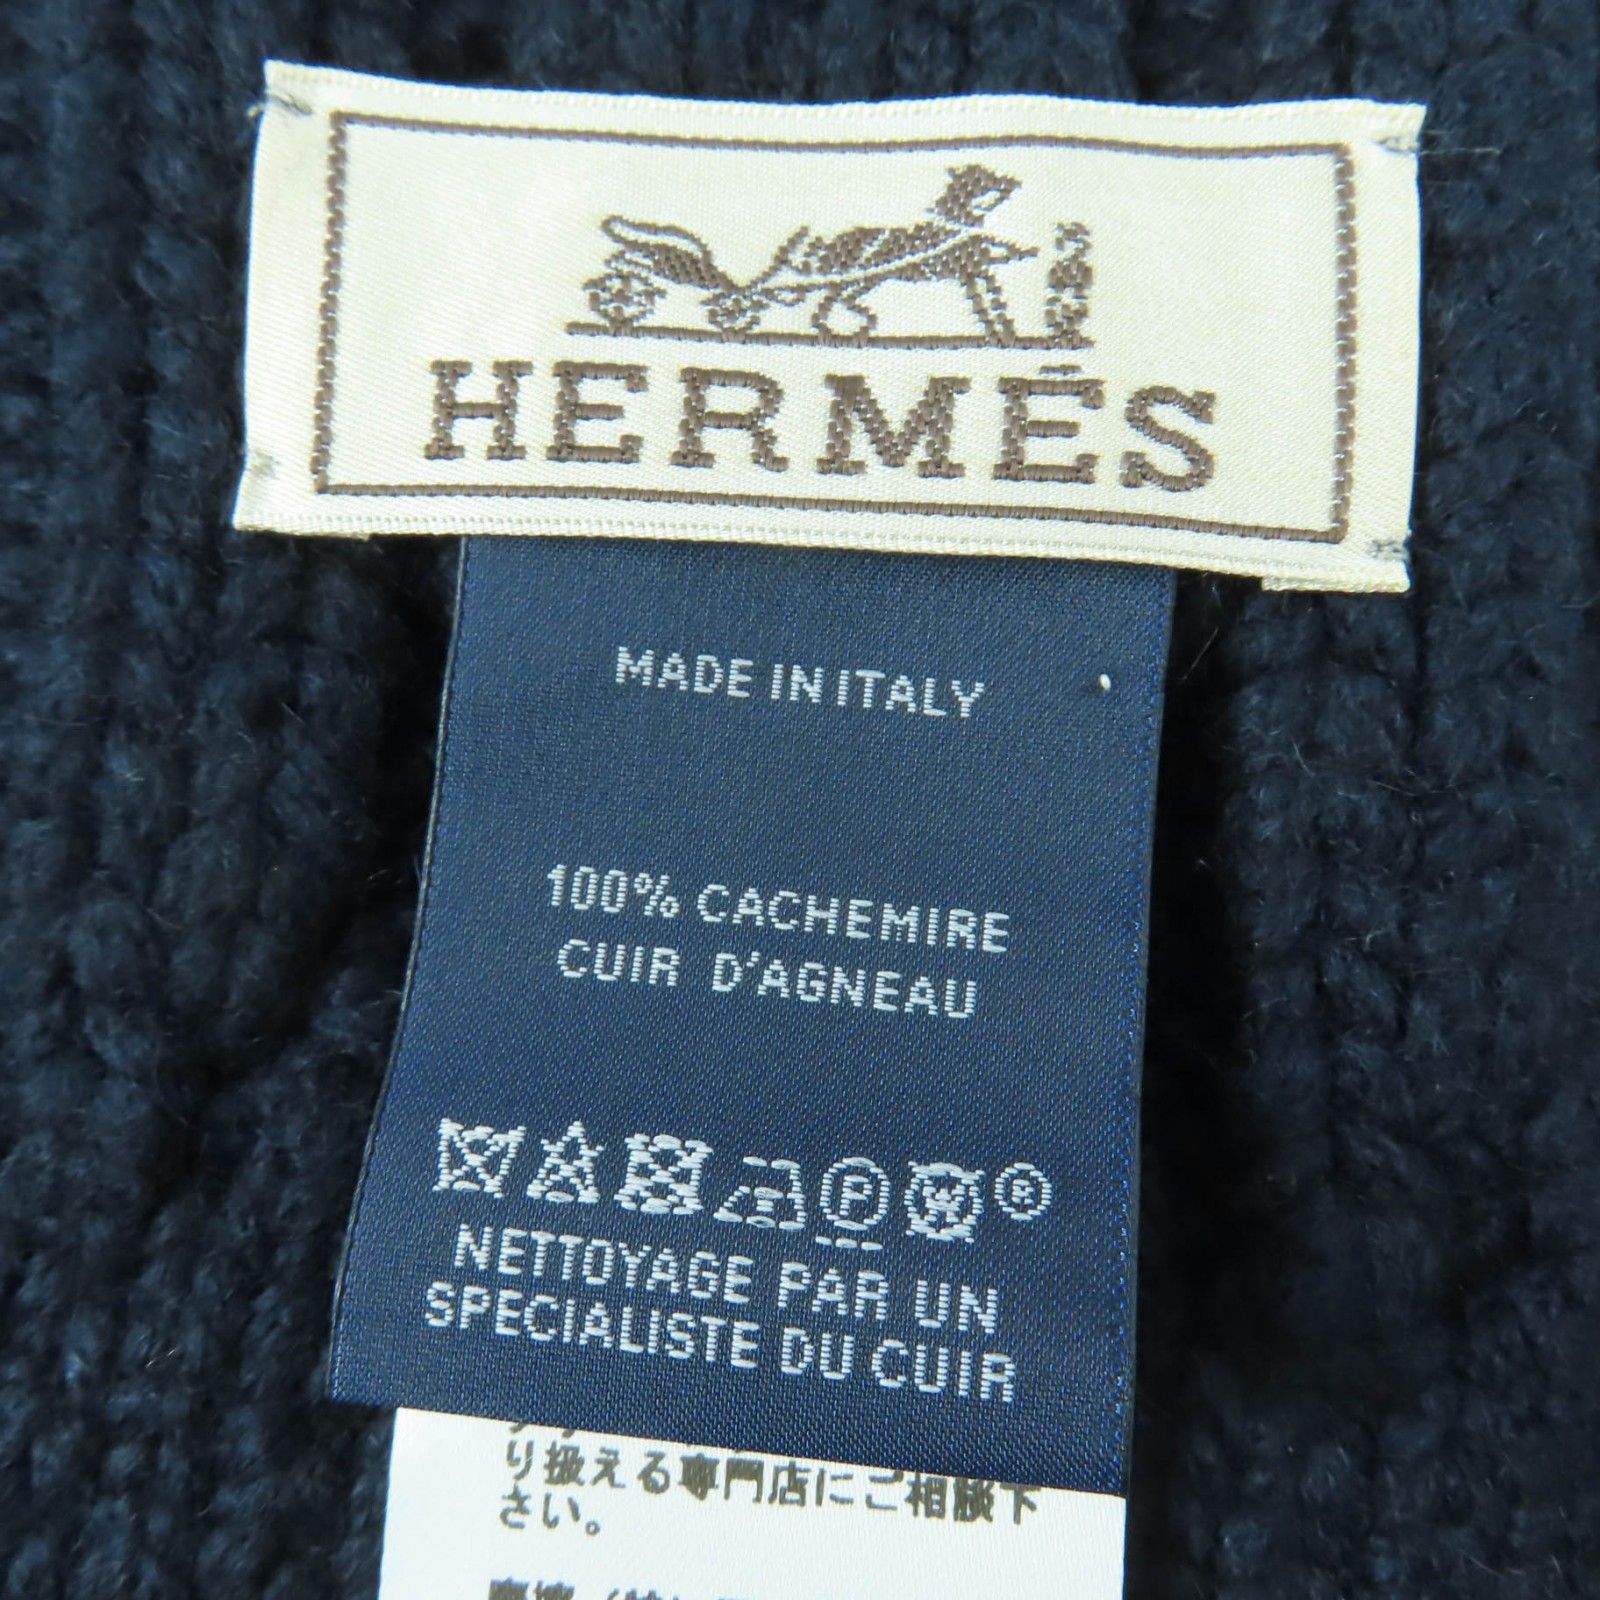 HERMÈS
MADE IN ITALY
100% CACHEMIRE
CUIR D'AGNEAU
P W ®
NETTOYAGE PAR UN
SPECIALISTE DU CUIR
り扱える専門店にご相談下
さい。